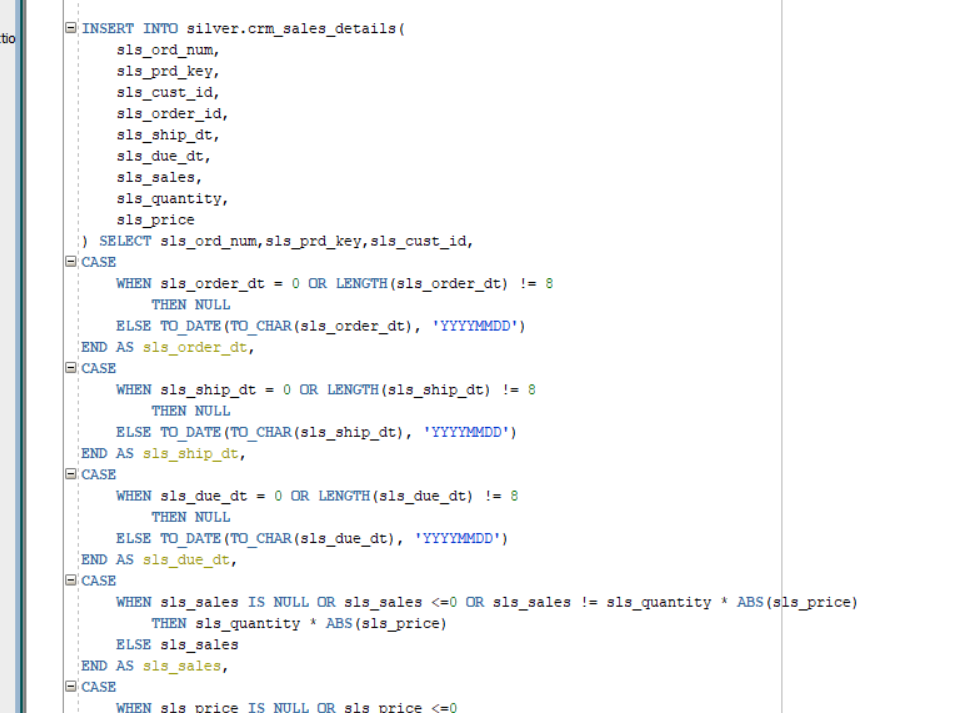 tio
INSERT INTO silver.crm_sales_details(
sls_ord_num,
sls_prd_key,
sls_cust_id,
sls_order_id,
sls_ship_dt,
sls_due_dt,
sls_sales,
sls_quantity,
sls_price
) SELECT sls_ord_num,sls_prd_key,sls_cust_id,
CASE
WHEN sls_order_dt = 0 OR LENGTH(sls_order_dt) != 8
THEN NULL
ELSE TO_DATE(TO_CHAR(sls_order_dt), 'YYYYMMDD')
END AS sls_order_dt,
CASE
WHEN sls_ship_dt = 0 OR LENGTH(sls_ship_dt) != 8
THEN NULL
ELSE TO_DATE(TO_CHAR(sls_ship_dt), 'YYYYMMDD')
END AS sls_ship_dt,
CASE
WHEN sls_due_dt = 0 OR LENGTH(sls_due_dt) != 8
THEN NULL
ELSE TO_DATE(TO_CHAR(sls_due_dt), 'YYYYMMDD')
END AS sls_due_dt,
CASE
WHEN sls_sales IS NULL OR sls_sales <=0 OR sls_sales != sls_quantity * ABS(sls_price)
THEN sls_quantity * ABS(sls_price)
ELSE sls_sales
END AS sls_sales,
CASE
WHEN sls_price IS NULL OR sls_price <=0